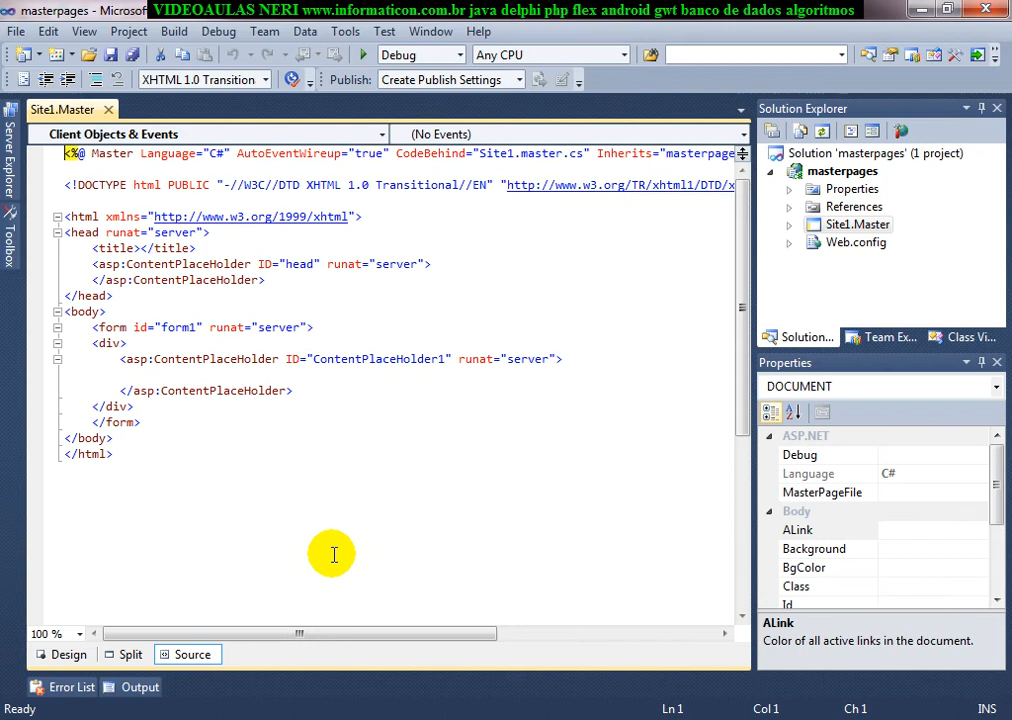 masterpages - Microsof
VIDEOAULAS NERI www.informaticon.com.br java delphi php flex android gwt banco de dados algoritmos
File Edit View Project Build Debug Team Data Tools Test Window Help
Debug Any CPU
XHTML 1.0 Transition Publish: Create Publish Settings
Server Explorer
Toolbox
Site1.Master
Client Objects & Events (No Events)
<%@ Master Language="C#" AutoEventWireup="true" CodeBehind="Site1.master.cs" Inherits="masterpage
<!DOCTYPE html PUBLIC "-//W3C//DTD XHTML 1.0 Transitional//EN" "http://www.w3.org/TR/xhtml1/DTD/x
<html xmlns="http://www.w3.org/1999/xhtml">
<head runat="server">
<title></title>
<asp:ContentPlaceHolder ID="head" runat="server">
</asp:ContentPlaceHolder>
</head>
<body>
<form id="form1" runat="server">
<div>
<asp:ContentPlaceHolder ID="ContentPlaceHolder1" runat="server">
</asp:ContentPlaceHolder>
</div>
</form>
</body>
</html>
100 %
Design Split Source
Solution Explorer
Solution 'masterpages' (1 project)
masterpages
Properties
References
Site1.Master
Web.config
Solution... Team Ex... Class Vi...
Properties
DOCUMENT
ASP.NET
Debug
Language C#
MasterPageFile
Body
ALink
Background
BgColor
Class
Id
ALink
Color of all active links in the document.
Error List Output
Ready Ln 1 Col 1 Ch 1 INS